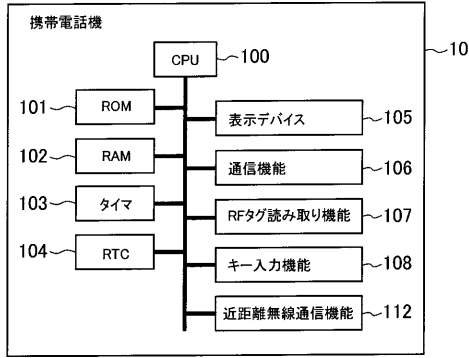 携帯電話機
10
CPU
100
101
ROM
102
RAM
103
タイマ
104
RTC
表示デバイス
105
通信機能
106
RFタグ読み取り機能
107
キー入力機能
108
近距離無線通信機能
112